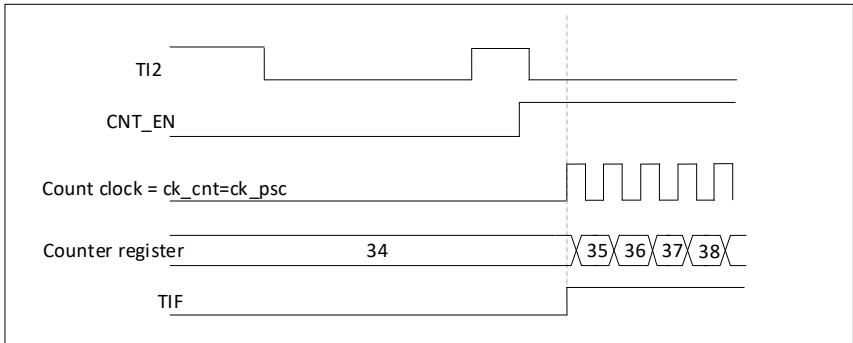 TI2
CNT_EN
Count clock = ck_cnt=ck_psc
Counter register 34 35 36 37 38
TIF